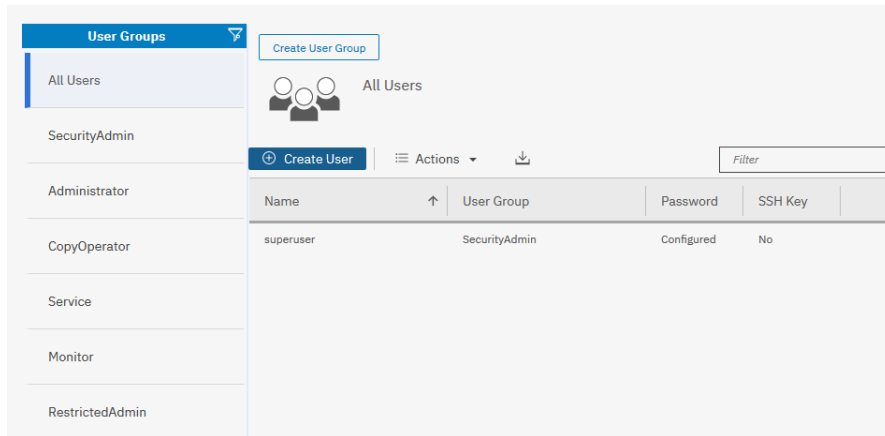 User Groups
All Users
SecurityAdmin
Administrator
CopyOperator
Service
Monitor
RestrictedAdmin
Create User Group
All Users
Create User
Actions
Filter
Name User Group Password SSH Key
superuser SecurityAdmin Configured No